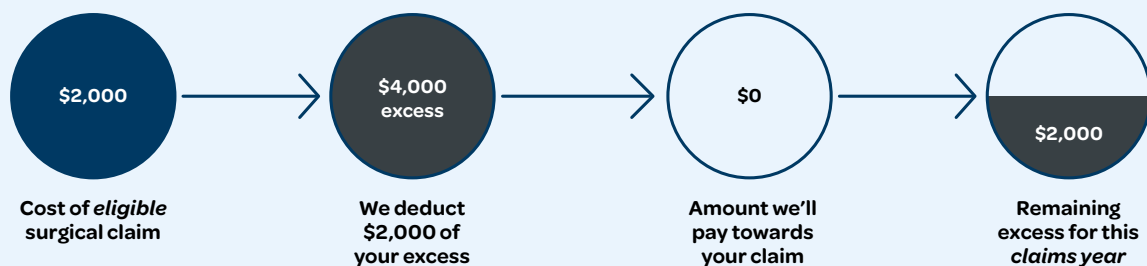 $2,000
$4,000
excess
$0
$2,000
Cost of eligible
surgical claim
We deduct
$2,000 of
your excess
Amount we'll
pay towards
your claim
Remaining
excess for this
claims year